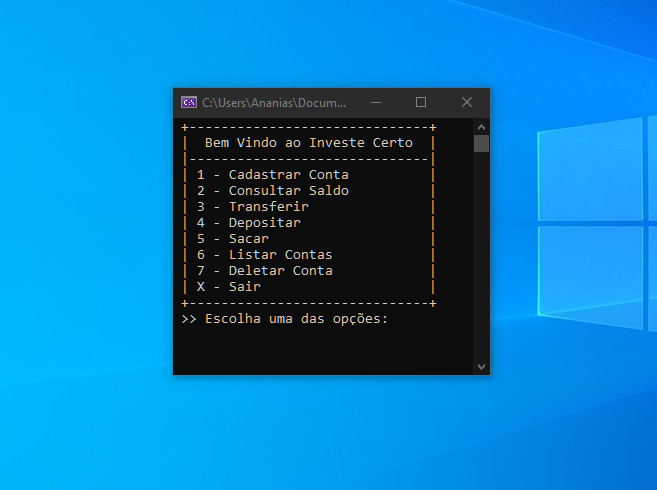 C:\Users\Ananias\Docum...
+------------------------------+
|  Bem Vindo ao Investe Certo  |
|------------------------------|
| 1 - Cadastrar Conta          |
| 2 - Consultar Saldo          |
| 3 - Transferir               |
| 4 - Depositar                |
| 5 - Sacar                    |
| 6 - Listar Contas            |
| 7 - Deletar Conta            |
| X - Sair                     |
+------------------------------+
>> Escolha uma das opções: